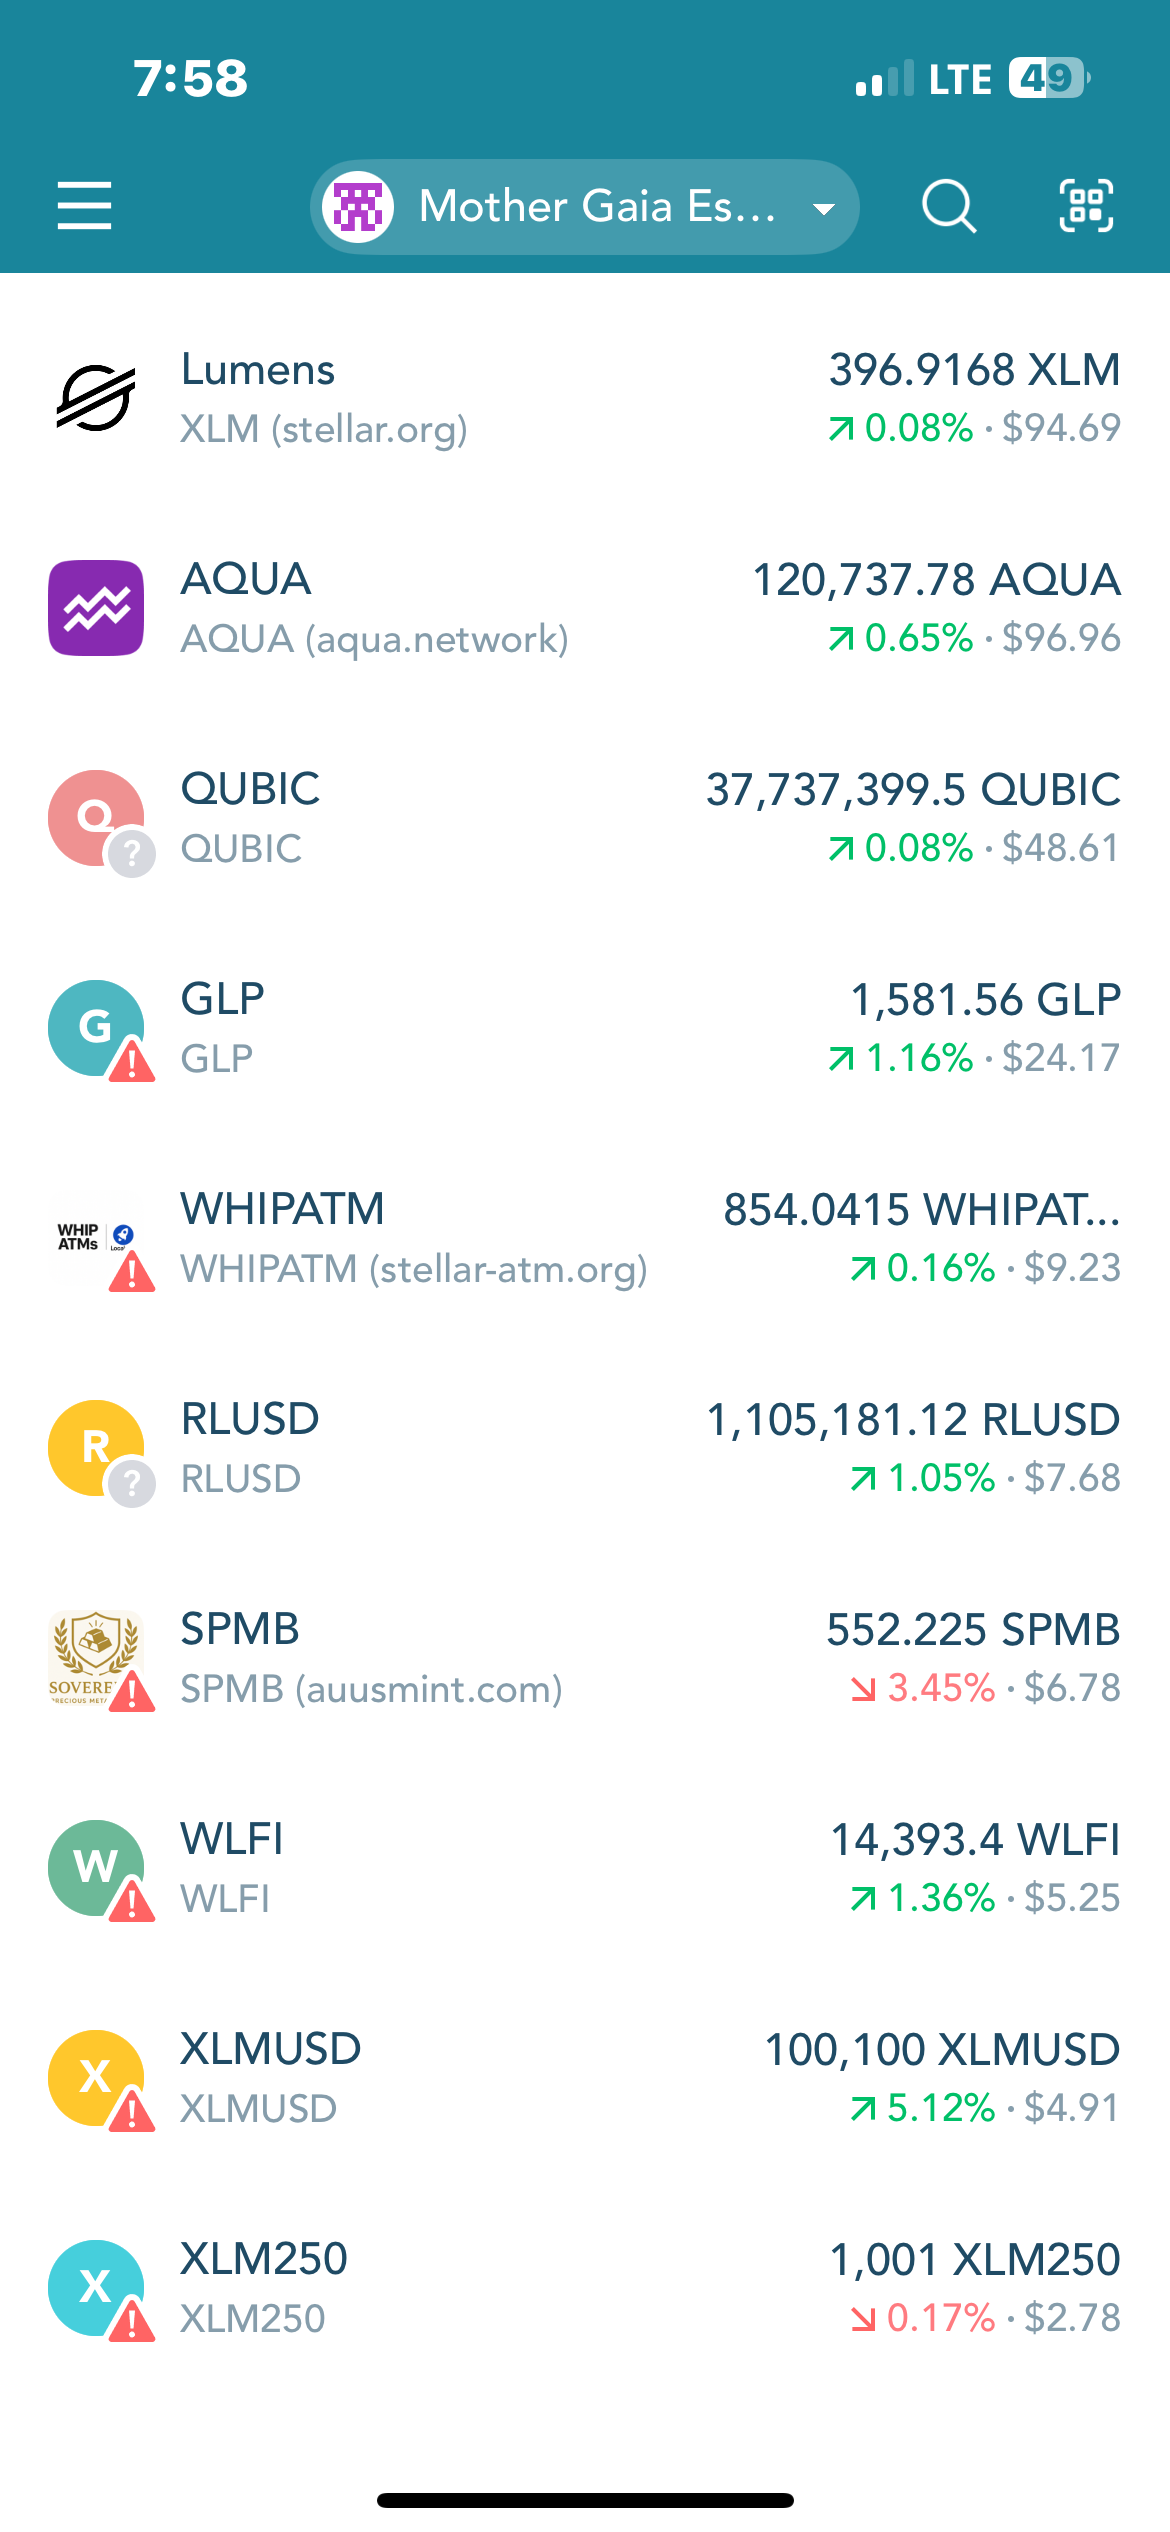 7:58
LTE 49
Mother Gaia Es...
Lumens
396.9168 XLM
XLM (stellar.org)
0.08% · $94.69
AQUA
120,737.78 AQUA
AQUA (aqua.network)
0.65% · $96.96
Q
?
QUBIC
37,737,399.5 QUBIC
QUBIC
0.08% · $48.61
G
!
GLP
1,581.56 GLP
GLP
1.16% · $24.17
WHIP
ATMs
Local
!
WHIPATM
854.0415 WHIPAT...
WHIPATM (stellar-atm.org)
0.16% · $9.23
R
?
RLUSD
1,105,181.12 RLUSD
RLUSD
1.05% · $7.68
SOVERE
RECIOUS META
!
SPMB
552.225 SPMB
SPMB (auusmint.com)
3.45% · $6.78
W
!
WLFI
14,393.4 WLFI
WLFI
1.36% · $5.25
X
!
XLMUSD
100,100 XLMUSD
XLMUSD
5.12% · $4.91
X
!
XLM250
1,001 XLM250
XLM250
0.17% · $2.78